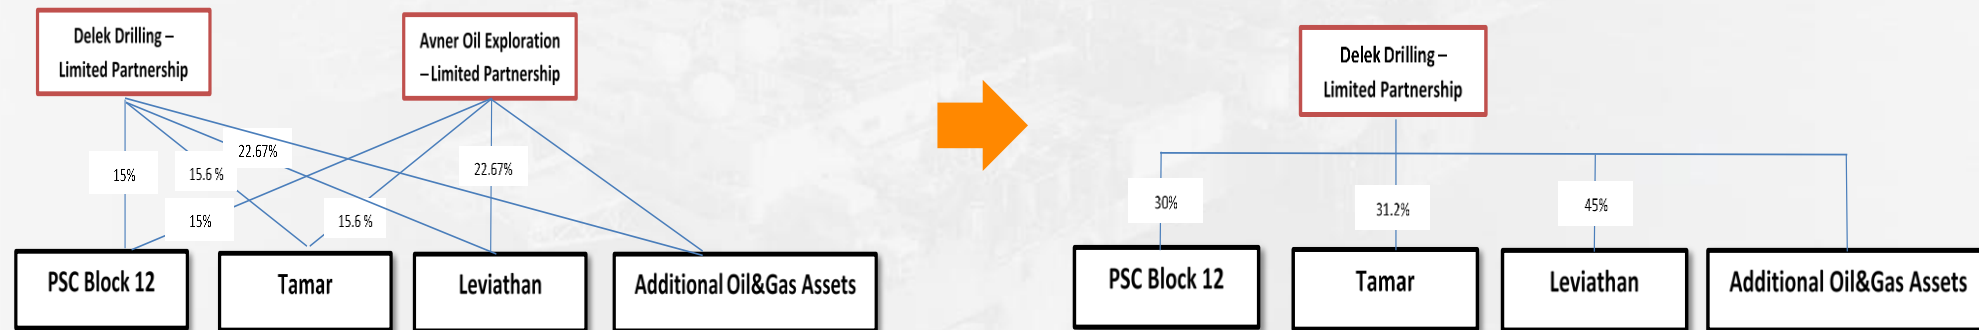 Delek Drilling –
Limited Partnership
Avner Oil Exploration
– Limited Partnership
15%
15.6 %
22.67%
22.67%
15%
15.6 %
PSC Block 12
Tamar
Leviathan
Additional Oil&Gas Assets
Delek Drilling –
Limited Partnership
30%
31.2%
45%
PSC Block 12
Tamar
Leviathan
Additional Oil&Gas Assets